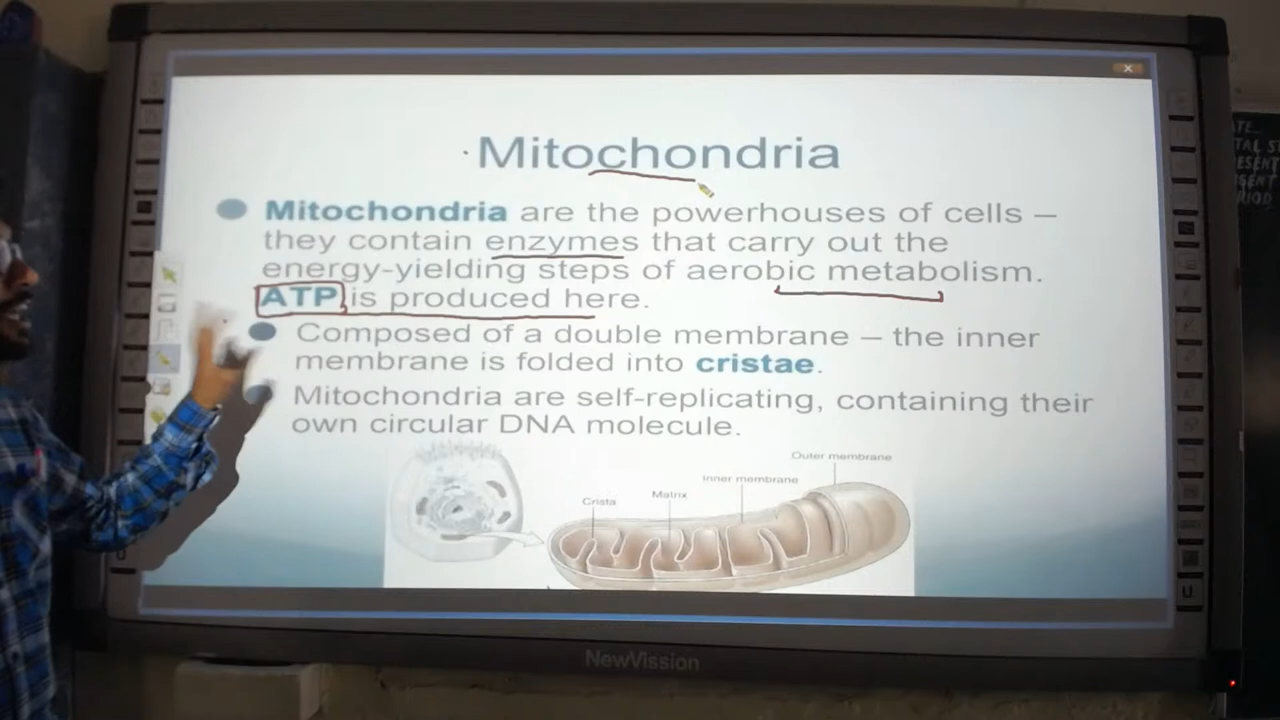 Mitochondria
Mitochondria are the powerhouses of cells –
they contain enzymes that carry out the
energy-yielding steps of aerobic metabolism.
ATP is produced here.
Composed of a double membrane – the inner
membrane is folded into cristae.
Mitochondria are self-replicating, containing their
own circular DNA molecule.
Outer membrane
Inner membrane
Matrix
Crista
NewVission